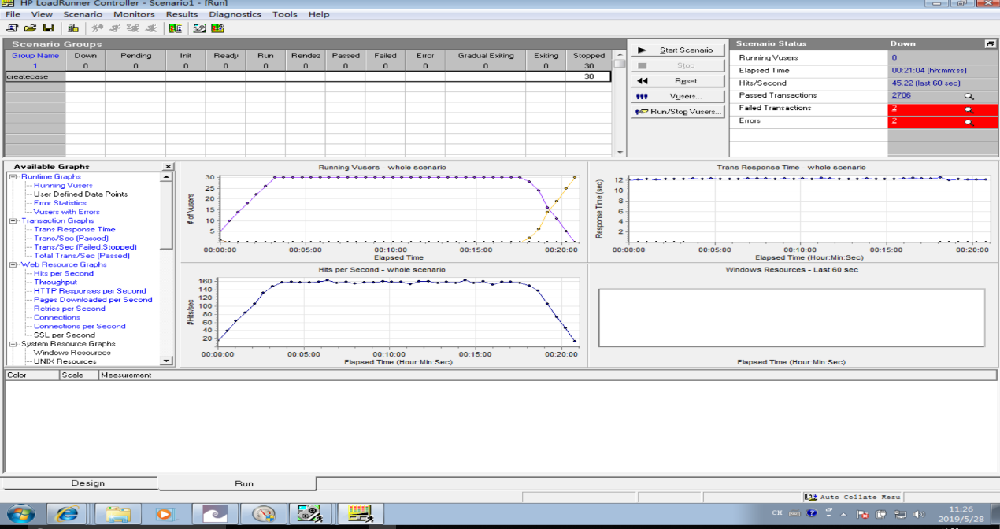 HP LoadRunner Controller - Scenario1 - [Run]
File View Scenario Monitors Results Diagnostics Tools Help
Scenario Groups
Group Name Down Pending Init Ready Run Rendez Passed Failed Error Gradual Exiting Exiting Stopped
1 0 0 0 0 0 0 0 0 0 0 0 30
createcase 30
Start Scenario
Stop
Reset
Vusers...
Run/Stop Vusers...
Scenario Status Down
Running Vusers 0
Elapsed Time 00:21:04 (hh:mm:ss)
Hits/Second 45.22 (last 60 sec)
Passed Transactions 2706
Failed Transactions 2
Errors 2
Available Graphs
Runtime Graphs
Running Vusers
User Defined Data Points
Error Statistics
Vusers with Errors
Transaction Graphs
Trans Response Time
Trans/Sec (Passed)
Trans/Sec (Failed,Stopped)
Total Trans/Sec (Passed)
Web Resource Graphs
Hits per Second
Throughput
HTTP Responses per Second
Pages Downloaded per Second
Retries per Second
Connections
Connections per Second
SSL per Second
System Resource Graphs
Windows Resources
UNIX Resources
Running Vusers - whole scenario
# of Vusers
30
25
20
15
10
5
00:00:00 00:05:00 00:10:00 00:15:00 00:20:00
Elapsed Time
Trans Response Time - whole scenario
Response Time (sec)
12
10
8
6
4
2
00:00:00 00:05:00 00:10:00 00:15:00 00:20:00
Elapsed Time (Hour:Min:Sec)
Hits per Second - whole scenario
#Hits/sec
160
140
120
100
80
60
40
20
00:00:00 00:05:00 00:10:00 00:15:00 00:20:00
Elapsed Time (Hour:Min:Sec)
Windows Resources - Last 60 sec
Elapsed Time (Hour:Min:Sec)
Color Scale Measurement
Design Run
Auto Collate Resu
CH
11:26
2019/5/28